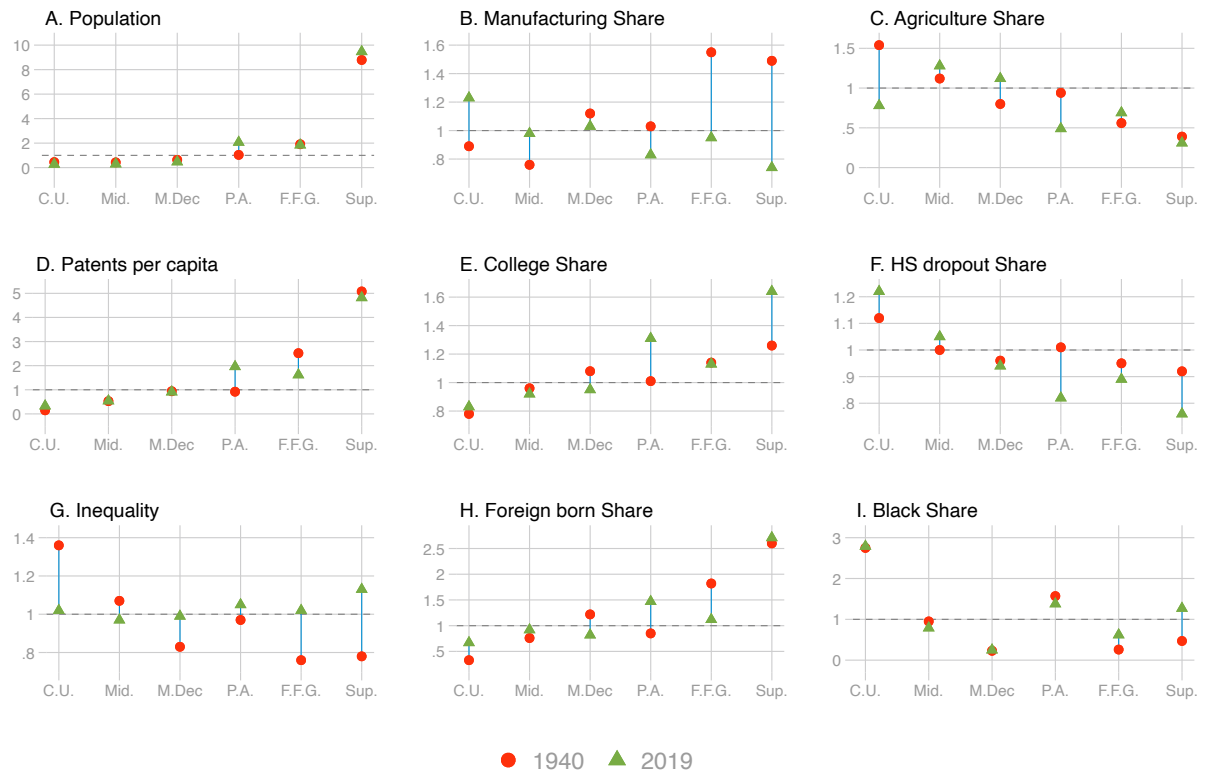 A. Population
10
8
6
4
2
0
C.U. Mid. M.Dec P.A. F.F.G. Sup.
B. Manufacturing Share
1.6
1.4
1.2
1
.8
C.U. Mid. M.Dec P.A. F.F.G. Sup.
C. Agriculture Share
1.5
1
.5
0
C.U. Mid. M.Dec P.A. F.F.G. Sup.
D. Patents per capita
5
4
3
2
1
0
C.U. Mid. M.Dec P.A. F.F.G. Sup.
E. College Share
1.6
1.4
1.2
1
.8
C.U. Mid. M.Dec P.A. F.F.G. Sup.
F. HS dropout Share
1.2
1.1
1
.9
.8
C.U. Mid. M.Dec P.A. F.F.G. Sup.
G. Inequality
1.4
1.2
1
.8
C.U. Mid. M.Dec P.A. F.F.G. Sup.
H. Foreign born Share
2.5
2
1.5
1
.5
C.U. Mid. M.Dec P.A. F.F.G. Sup.
I. Black Share
3
2
1
0
C.U. Mid. M.Dec P.A. F.F.G. Sup.
1940 2019